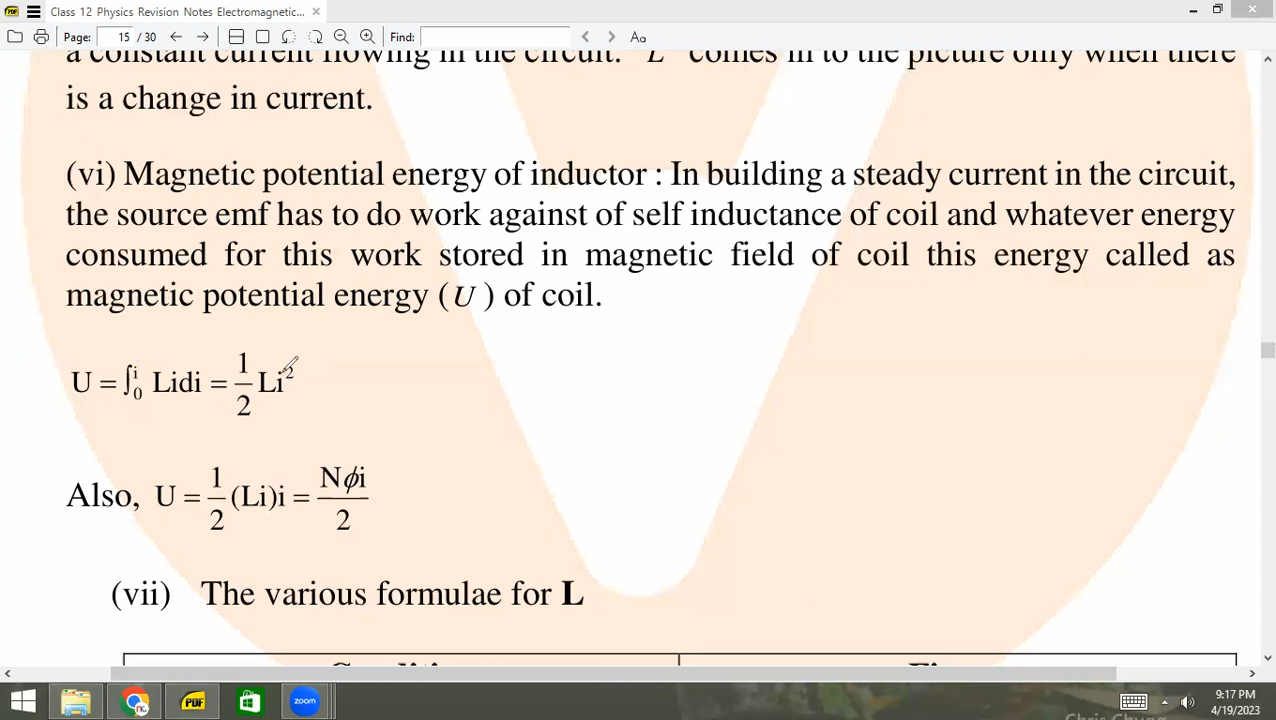 Class 12 Physics Revision Notes Electromagnetic...
Page: 15 / 30 Find: Aa
a constant current flowing in the circuit. "L" comes in to the picture only when there
is a change in current.
(vi) Magnetic potential energy of inductor : In building a steady current in the circuit,
the source emf has to do work against of self inductance of coil and whatever energy
consumed for this work stored in magnetic field of coil this energy called as
magnetic potential energy (U) of coil.
U = ∫₀ⁱ Lidi = 1/2 Li²
Also, U = 1/2 (Li)i = Nϕi/2
(vii) The various formulae for L
PDF zoom
9:17 PM
4/19/2023